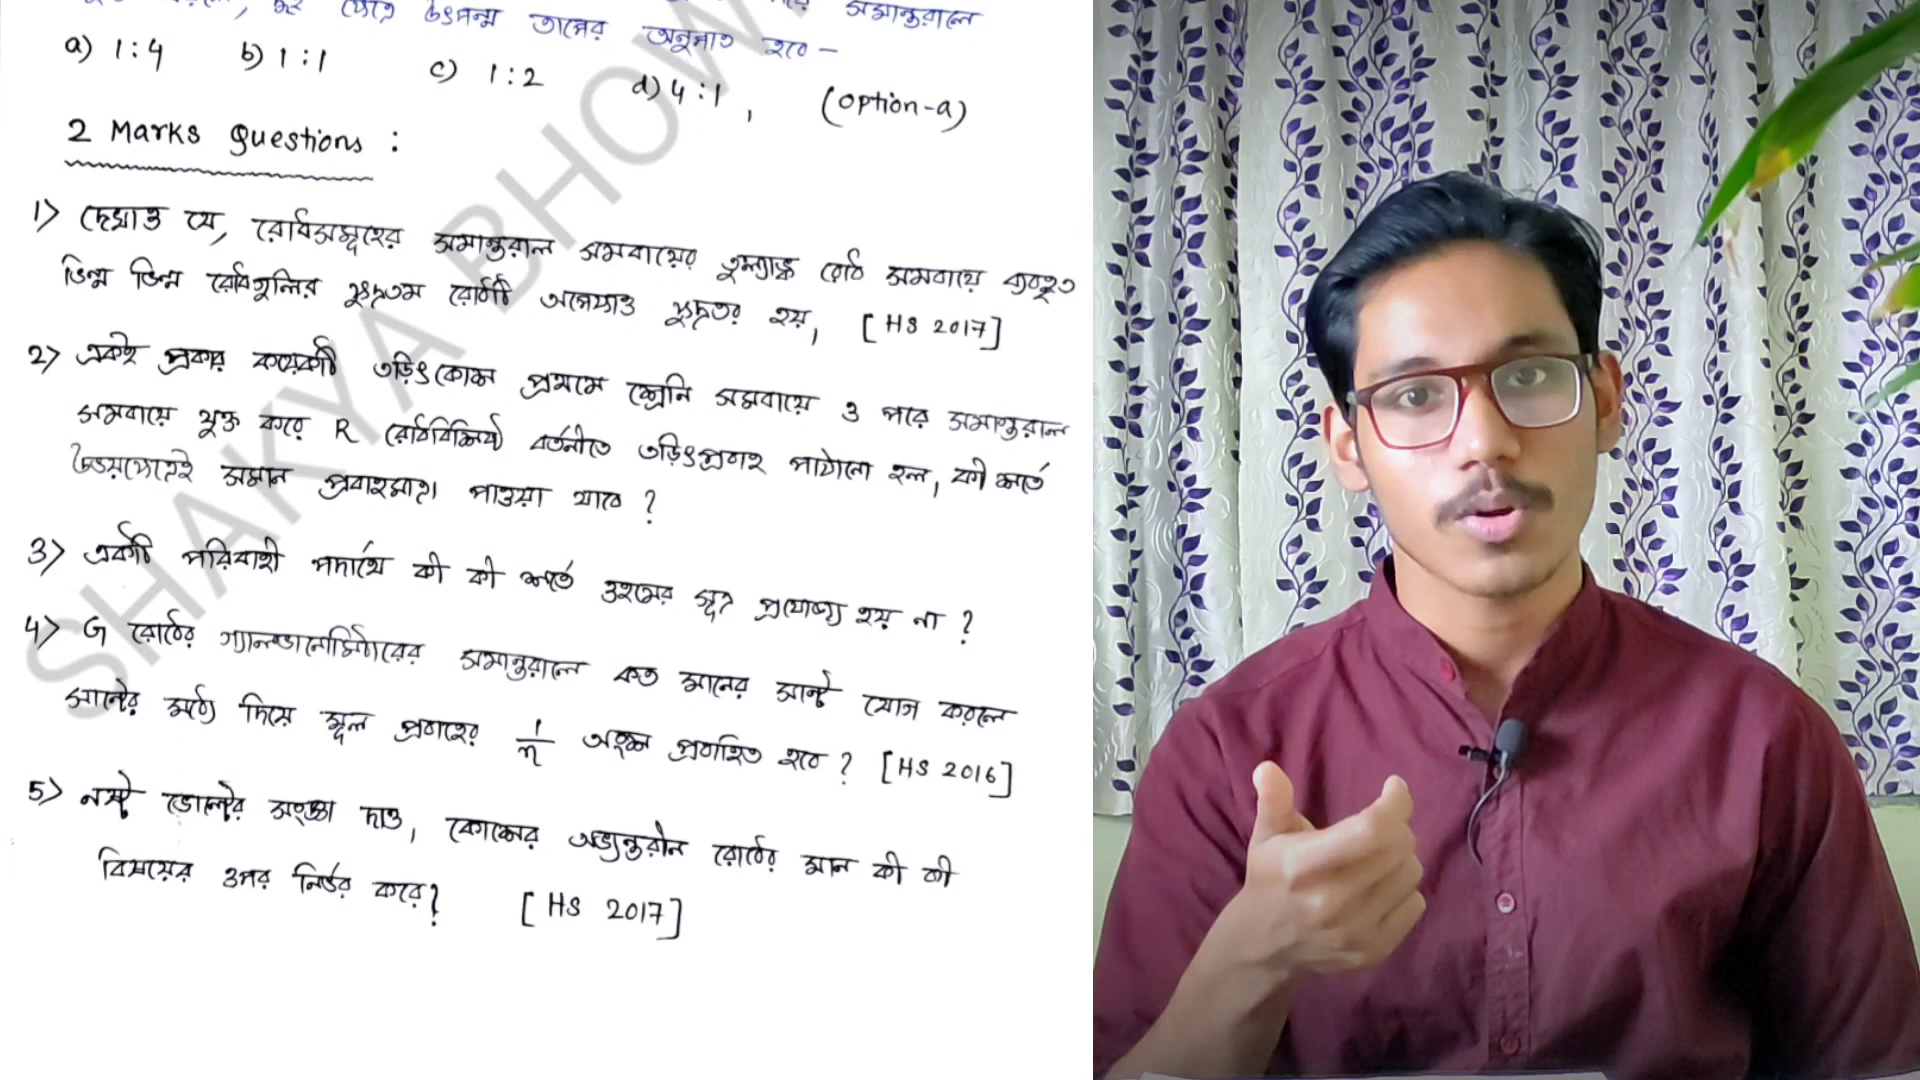 দুই ক্ষেত্রে উৎপন্ন তাপের অনুপাত হবে – সমান্তরালে
a) 1:4 b) 1:1 c) 1:2 d) 4:1, (option-a)
2 Marks Questions :
1> দেখাও যে, রোধসমূহের সমান্তরাল সমবায়ের তুল্যাঙ্ক রোধ সমবায়ে ব্যবহৃত
ভিন্ন ভিন্ন রোধগুলির ক্ষুদ্রতম রোধটি অপেক্ষাও ক্ষুদ্রতর হয়, [HS 2017]
2> একই প্রকার কয়েকটি তড়িৎকোশ প্রথমে শ্রেনি সমবায়ে ও পরে সমান্তরাল
সমবায়ে যুক্ত করে R রোধবিশিষ্ট বর্তনীতে তড়িৎপ্রবাহ পাঠানো হল, কী শর্তে
উভয়ক্ষেত্রেই সমান প্রবাহমাত্রা পাওয়া যাবে ?
3> একটি পরিবাহী পদার্থে কী কী শর্তে ওহমের সূত্র প্রযোজ্য হয় না ?
4> G রোধের গ্যালভানোমিটারের সমান্তরালে কত মানের সান্ট যোগ করলে
সান্টের মধ্যে দিয়ে মূল প্রবাহের 1/n অংশ প্রবাহিত হবে ? [HS 2016]
5> নষ্ট ভোল্টের সংজ্ঞা দাও, কোশের অভ্যন্তরীন রোধের মান কী কী
বিষয়ের ওপর নির্ভর করে? [HS 2017]
SHAKYA BHOW